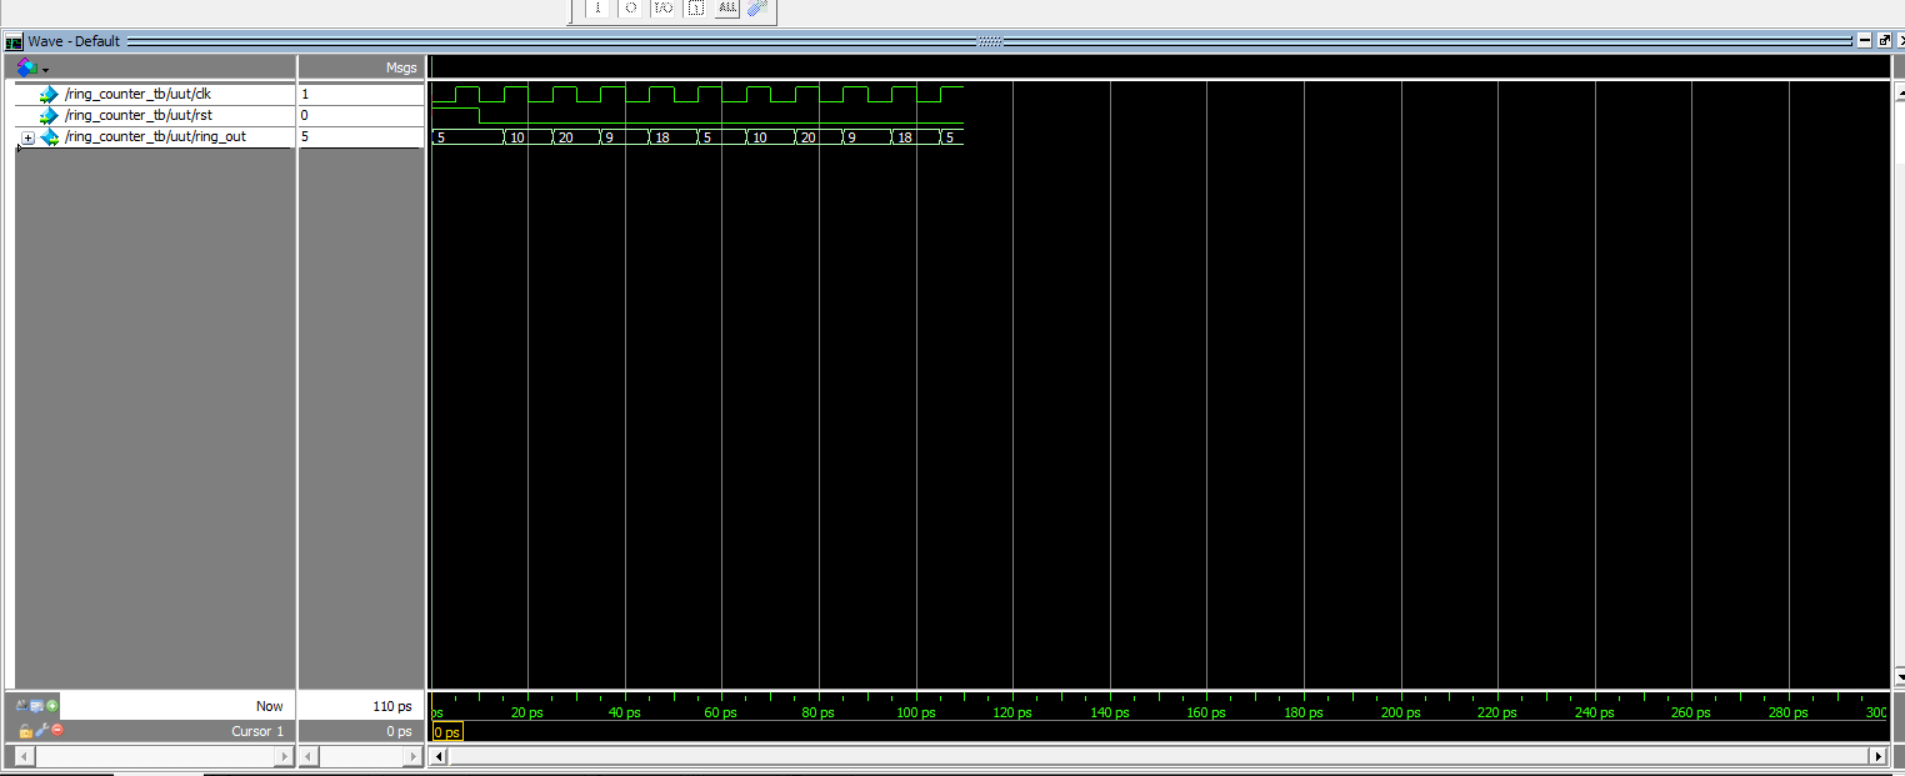 1 O I/O 1 ALL
Wave - Default
Msgs
/ring_counter_tb/uut/clk 1
/ring_counter_tb/uut/rst 0
/ring_counter_tb/uut/ring_out 5 5 10 20 9 18 5 10 20 9 18 5
Now 110 ps ps 20 ps 40 ps 60 ps 80 ps 100 ps 120 ps 140 ps 160 ps 180 ps 200 ps 220 ps 240 ps 260 ps 280 ps 300
Cursor 1 0 ps 0 ps